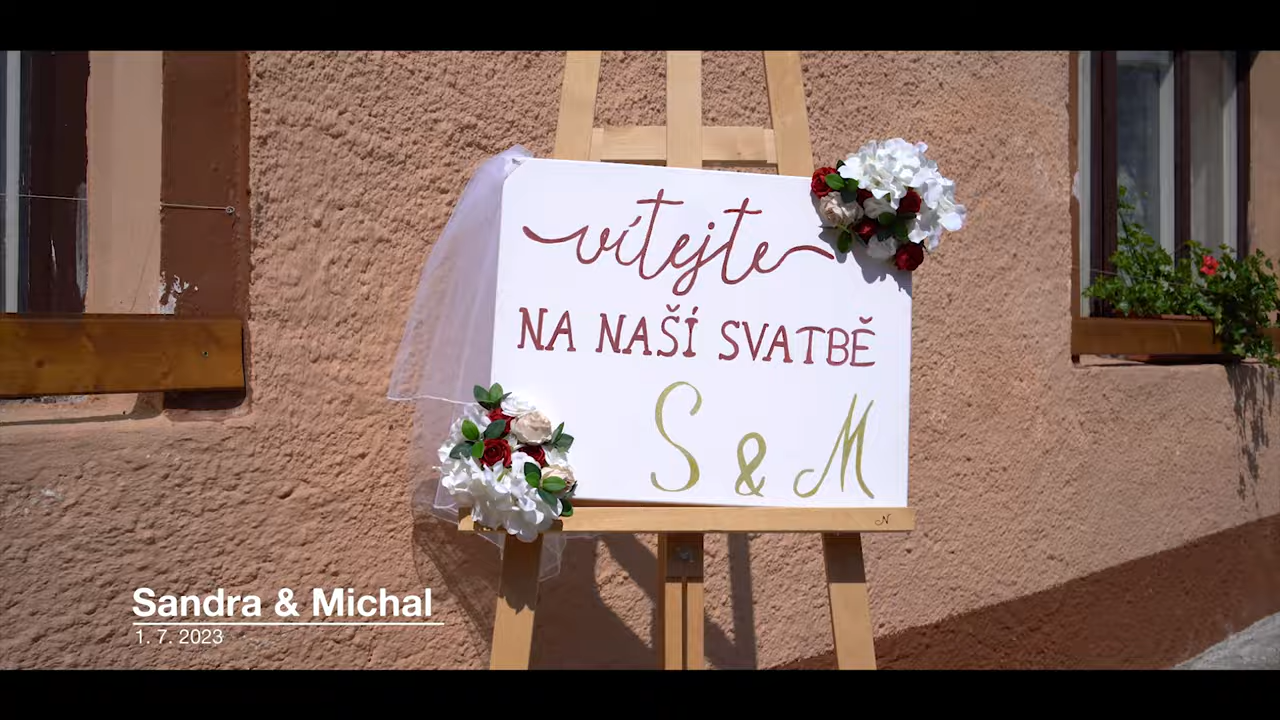 vítejte
NA NAŠÍ SVATBĚ
S & M
N
Sandra & Michal
1. 7. 2023